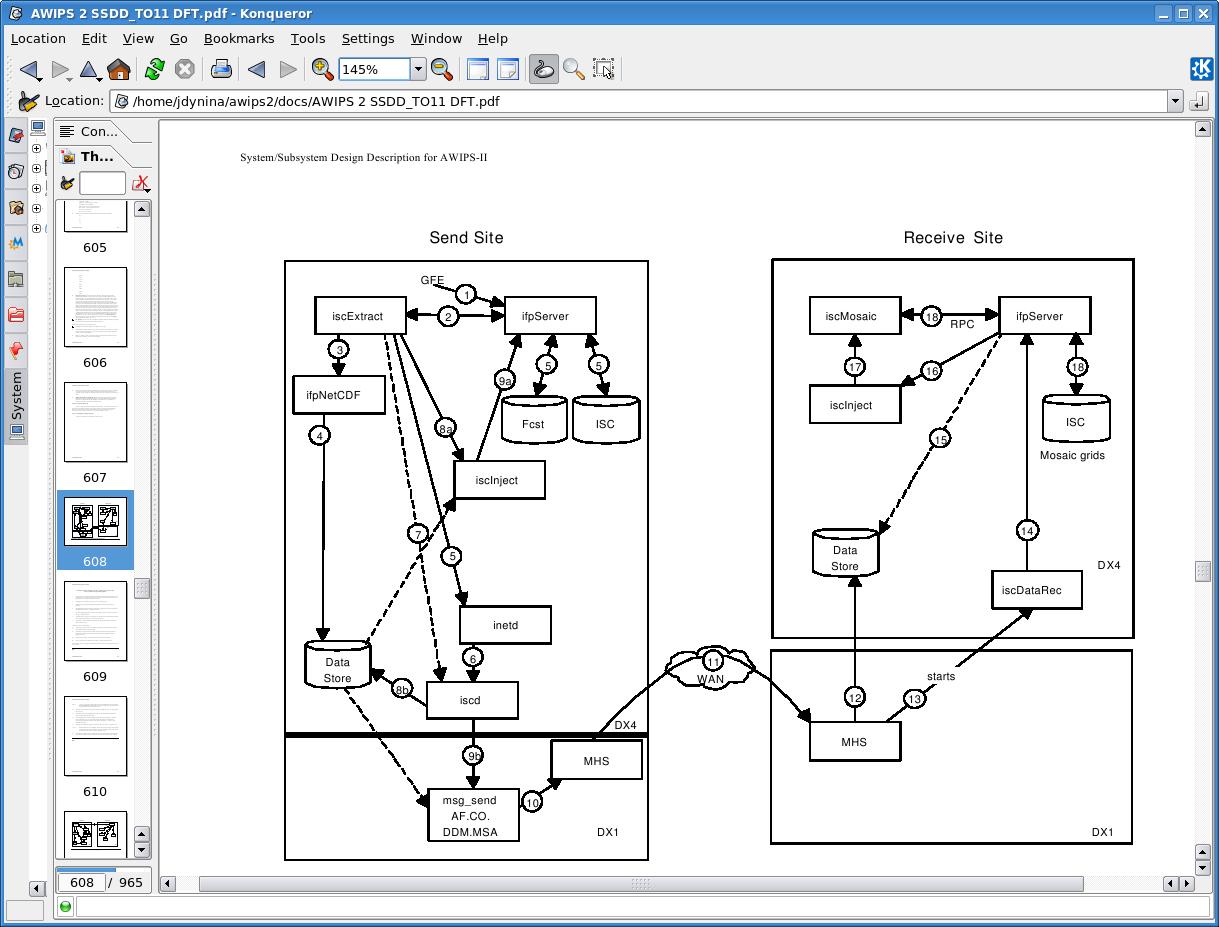 AWIPS 2 SSDD_TO11 DFT.pdf - Konqueror
Location Edit View Go Bookmarks Tools Settings Window Help
145%
Location: /home/jdynina/awips2/docs/AWIPS 2 SSDD_TO11 DFT.pdf
Con...
Th...
System
605
606
607
608
609
610
608 / 965
System/Subsystem Design Description for AWIPS-II
Send Site
GFE
1
iscExtract
2
ifpServer
3
5
5
9a
ifpNetCDF
Fcst
ISC
4
8a
iscInject
7
5
inetd
6
Data
Store
8b
iscd
DX4
9b
MHS
msg_send
AF.CO.
DDM.MSA
10
DX1
11
WAN
Receive Site
iscMosaic
18
RPC
ifpServer
17
16
18
iscInject
ISC
Mosaic grids
15
14
Data
Store
DX4
iscDataRec
starts
12
13
MHS
DX1